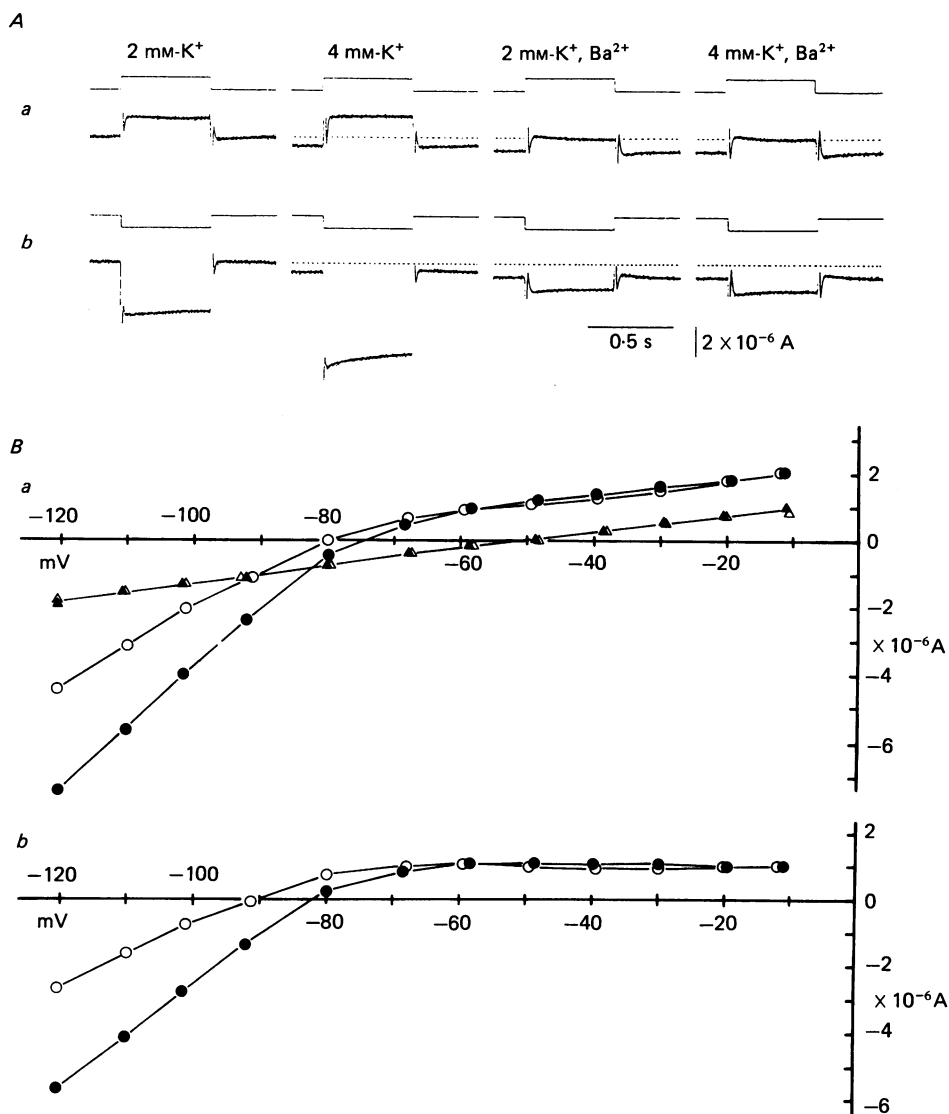 A
2 mM-K+ 4 mM-K+ 2 mM-K+, Ba2+ 4 mM-K+, Ba2+
a
b
0·5 s 2 × 10−6 A
B
a
2
−120 −100 −80
0
mV −60 −40 −20
−2
× 10−6 A
−4
−6
b
2
−120 −100
0
mV −80 −60 −40 −20
−2
× 10−6 A
−4
−6